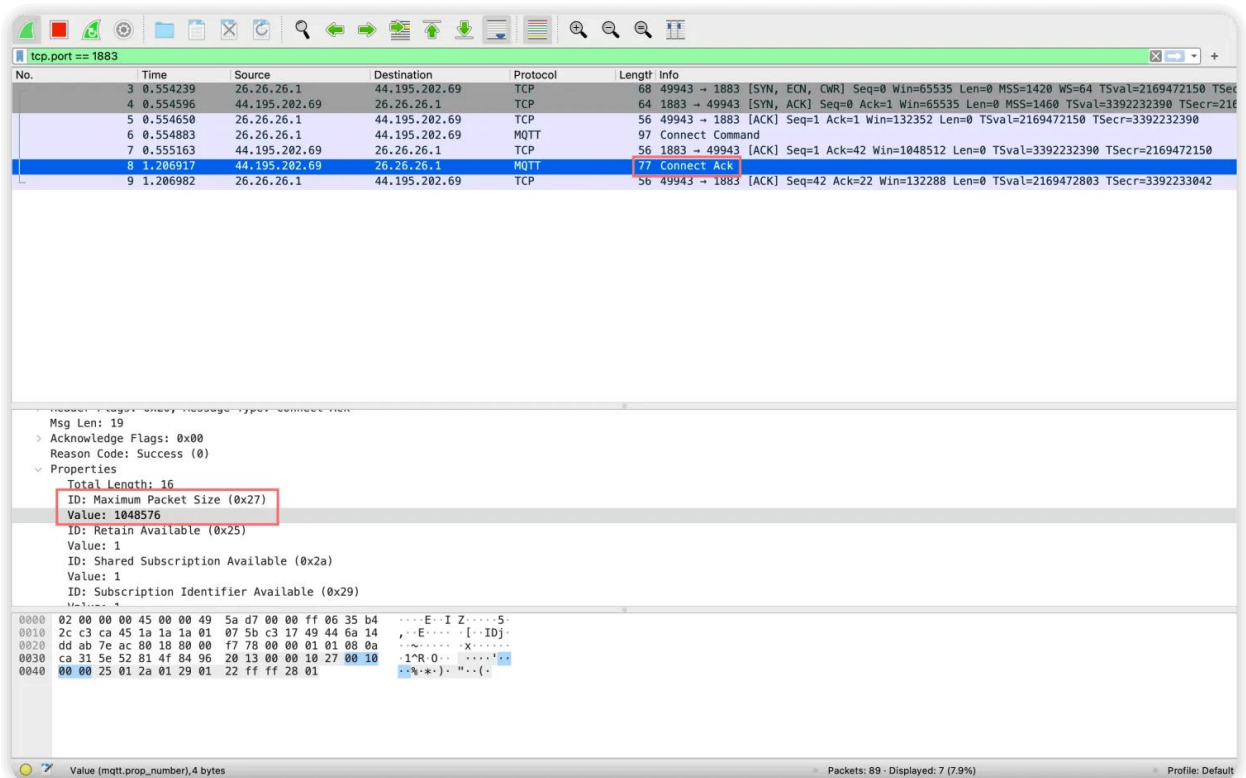 tcp.port == 1883
+
No. Time Source Destination Protocol Length Info
3 0.554239 26.26.26.1 44.195.202.69 TCP 68 49943 → 1883 [SYN, ECN, CWR] Seq=0 Win=65535 Len=0 MSS=1420 WS=64 TSval=2169472150 TSec
4 0.554596 44.195.202.69 26.26.26.1 TCP 64 1883 → 49943 [SYN, ACK] Seq=0 Ack=1 Win=65535 Len=0 MSS=1460 TSval=3392232390 TSecr=216
5 0.554650 26.26.26.1 44.195.202.69 TCP 56 49943 → 1883 [ACK] Seq=1 Ack=1 Win=132352 Len=0 TSval=2169472150 TSecr=3392232390
6 0.554883 26.26.26.1 44.195.202.69 MQTT 97 Connect Command
7 0.555163 44.195.202.69 26.26.26.1 TCP 56 1883 → 49943 [ACK] Seq=1 Ack=42 Win=1048512 Len=0 TSval=3392232390 TSecr=2169472150
8 1.206917 44.195.202.69 26.26.26.1 MQTT 77 Connect Ack
9 1.206982 26.26.26.1 44.195.202.69 TCP 56 49943 → 1883 [ACK] Seq=42 Ack=22 Win=132288 Len=0 TSval=2169472803 TSecr=3392233042
Header Flags: 0x20, Message Type: Connect Ack
Msg Len: 19
Acknowledge Flags: 0x00
Reason Code: Success (0)
Properties
Total Length: 16
ID: Maximum Packet Size (0x27)
Value: 1048576
ID: Retain Available (0x25)
Value: 1
ID: Shared Subscription Available (0x2a)
Value: 1
ID: Subscription Identifier Available (0x29)
Value: 1
0000 02 00 00 00 45 00 00 49 5a d7 00 00 ff 06 35 b4 ····E··I Z·····5·
0010 2c c3 ca 45 1a 1a 1a 01 07 5b c3 17 49 44 6a 14 ,··E···· ·[··IDj·
0020 dd ab 7e ac 80 18 80 00 f7 78 00 00 01 01 08 0a ··~····· ·x······
0030 ca 31 5e 52 81 4f 84 96 20 13 00 00 10 27 00 10 ·1^R·O·· ····'··
0040 00 00 25 01 2a 01 29 01 22 ff ff 28 01 ··%·*·)· "··(·
Value (mqtt.prop_number), 4 bytes
Packets: 89 · Displayed: 7 (7.9%)
Profile: Default